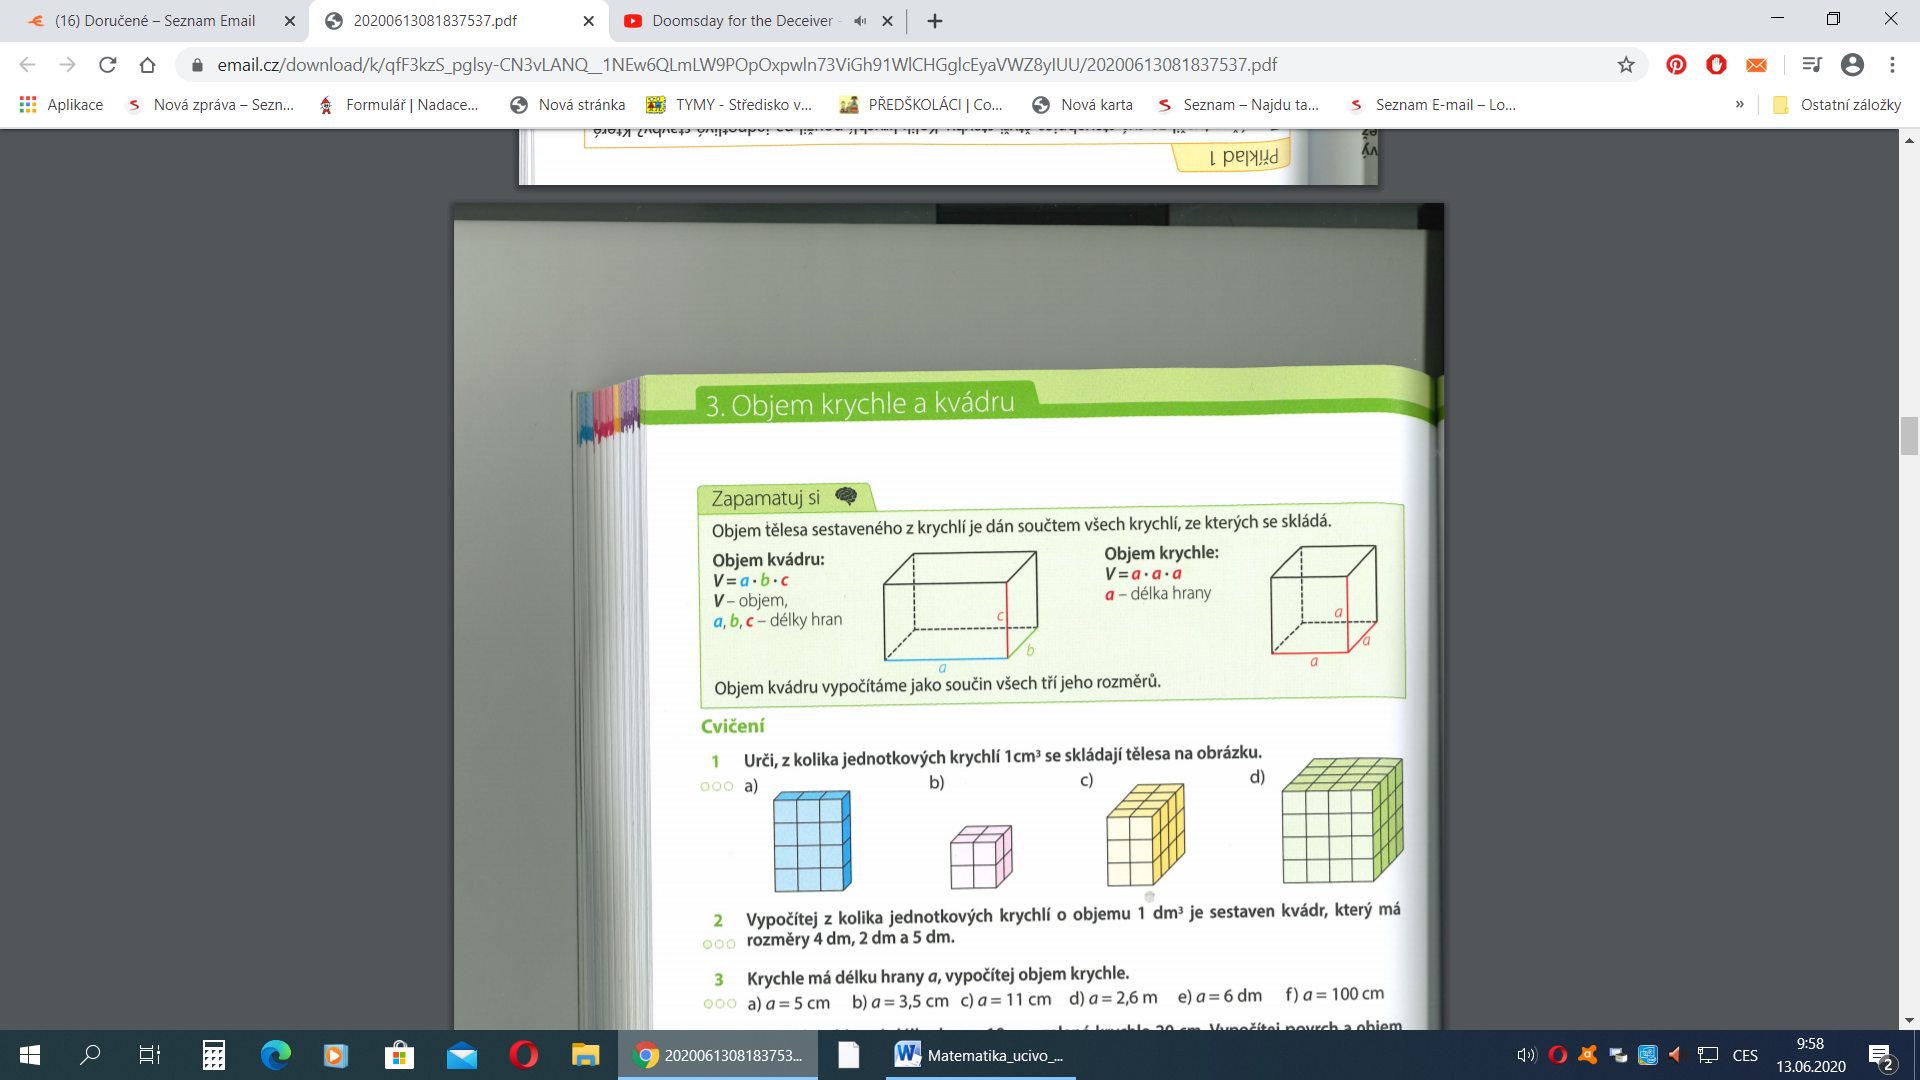 (16) Doručené – Seznam Email
20200613081837537.pdf
Doomsday for the Deceiver -
email.cz/download/k/qfF3kzS_pglsy-CN3vLANQ__1NEw6QLmLW9POpOxpwln73ViGh91WlCHGglcEyaVWZ8yIUU/20200613081837537.pdf
Aplikace
Nová zpráva – Sezn...
Formulář | Nadace...
Nová stránka
TYMY - Středisko v...
PŘEDŠKOLÁCI | Co...
Nová karta
Seznam – Najdu ta...
Seznam E-mail – Lo...
»
Ostatní záložky
Příklad 1
3. Objem krychle a kvádru
Zapamatuj si
Objem tělesa sestaveného z krychlí je dán součtem všech krychlí, ze kterých se skládá.
Objem kvádru:
V = a · b · c
V – objem,
a, b, c – délky hran
c
b
a
Objem krychle:
V = a · a · a
a – délka hrany
a
a
a
Objem kvádru vypočítáme jako součin všech tří jeho rozměrů.
Cvičení
1 Urči, z kolika jednotkových krychlí 1cm³ se skládají tělesa na obrázku.
a) b) c) d)
2 Vypočítej z kolika jednotkových krychlí o objemu 1 dm³ je sestaven kvádr, který má
rozměry 4 dm, 2 dm a 5 dm.
3 Krychle má délku hrany a, vypočítej objem krychle.
a) a = 5 cm b) a = 3,5 cm c) a = 11 cm d) a = 2,6 m e) a = 6 dm f) a = 100 cm
202006130818375...
Matematika_ucivo_...
CES
9:58
13.06.2020
2